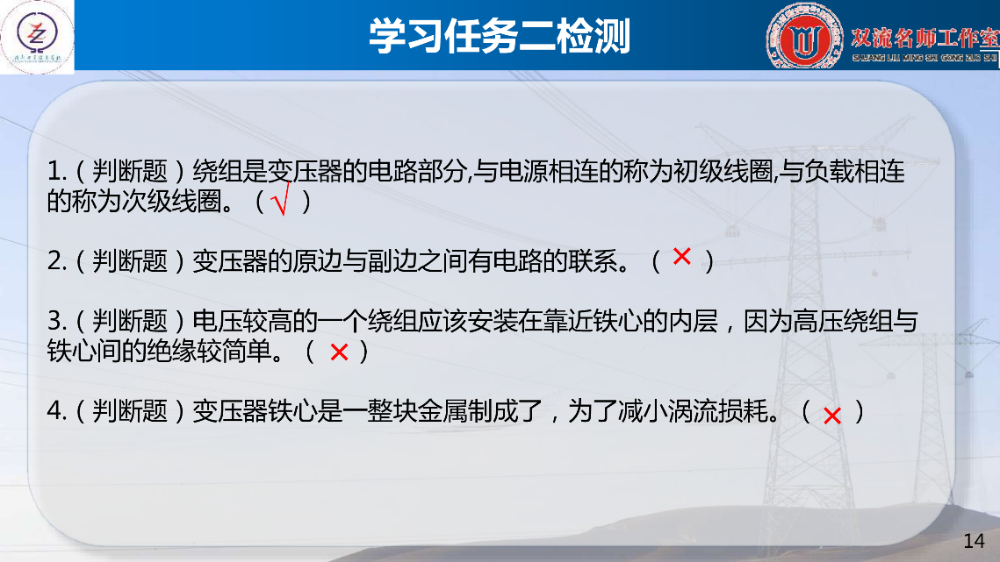 学习任务二检测
双流名师工作室
SHUANG LIU MING SHI GONG ZUO SHI
1.(判断题)绕组是变压器的电路部分,与电源相连的称为初级线圈,与负载相连
的称为次级线圈。(√)
2.(判断题)变压器的原边与副边之间有电路的联系。(×)
3.(判断题)电压较高的一个绕组应该安装在靠近铁心的内层，因为高压绕组与
铁心间的绝缘较简单。(×)
4.(判断题)变压器铁心是一整块金属制成了，为了减小涡流损耗。(×)
14